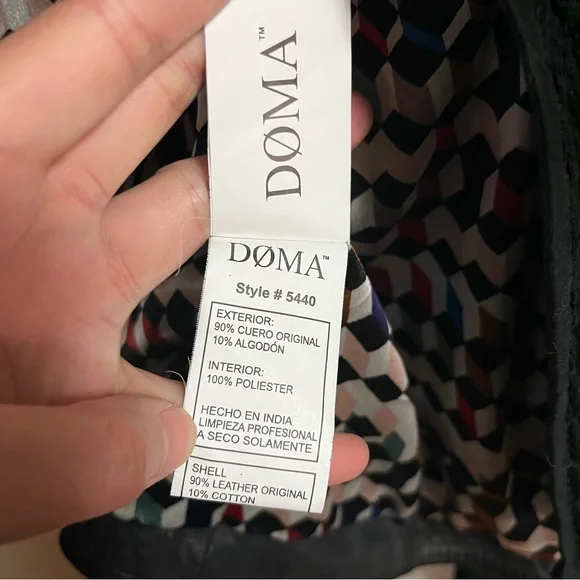 DØMA™
DØMA™
Style # 5440
EXTERIOR:
90% CUERO ORIGINAL
10% ALGODÓN
INTERIOR:
100% POLIESTER
HECHO EN INDIA
LIMPIEZA PROFESIONAL
A SECO SOLAMENTE
SHELL
90% LEATHER ORIGINAL
10% COTTON